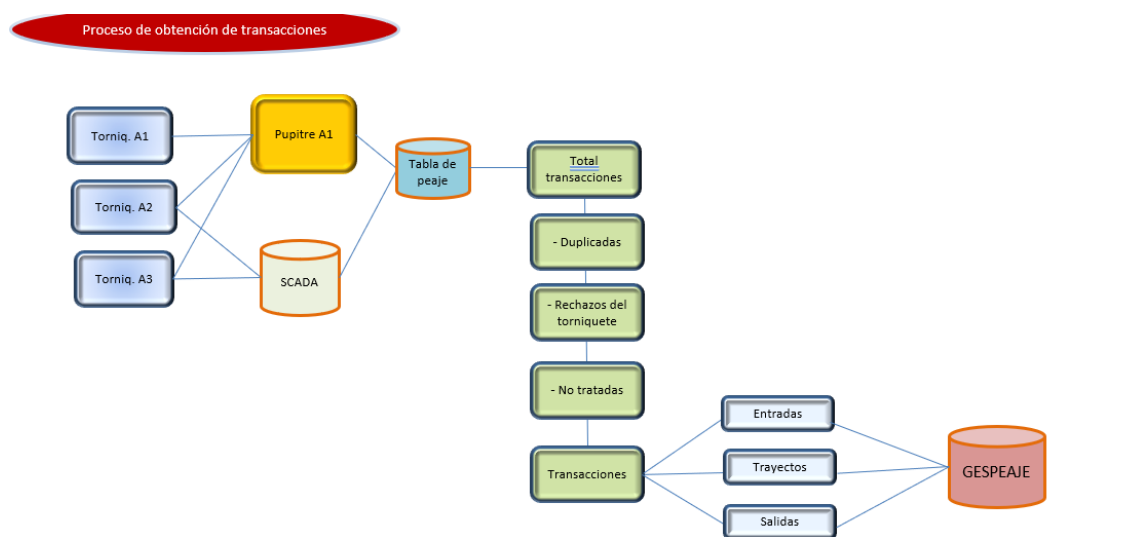 Proceso de obtención de transacciones
Torniq. A1
Pupitre A1
Torniq. A2
Torniq. A3
SCADA
Tabla de
peaje
Total
transacciones
- Duplicadas
- Rechazos del
torniquete
- No tratadas
Transacciones
Entradas
Trayectos
Salidas
GESPEAJE